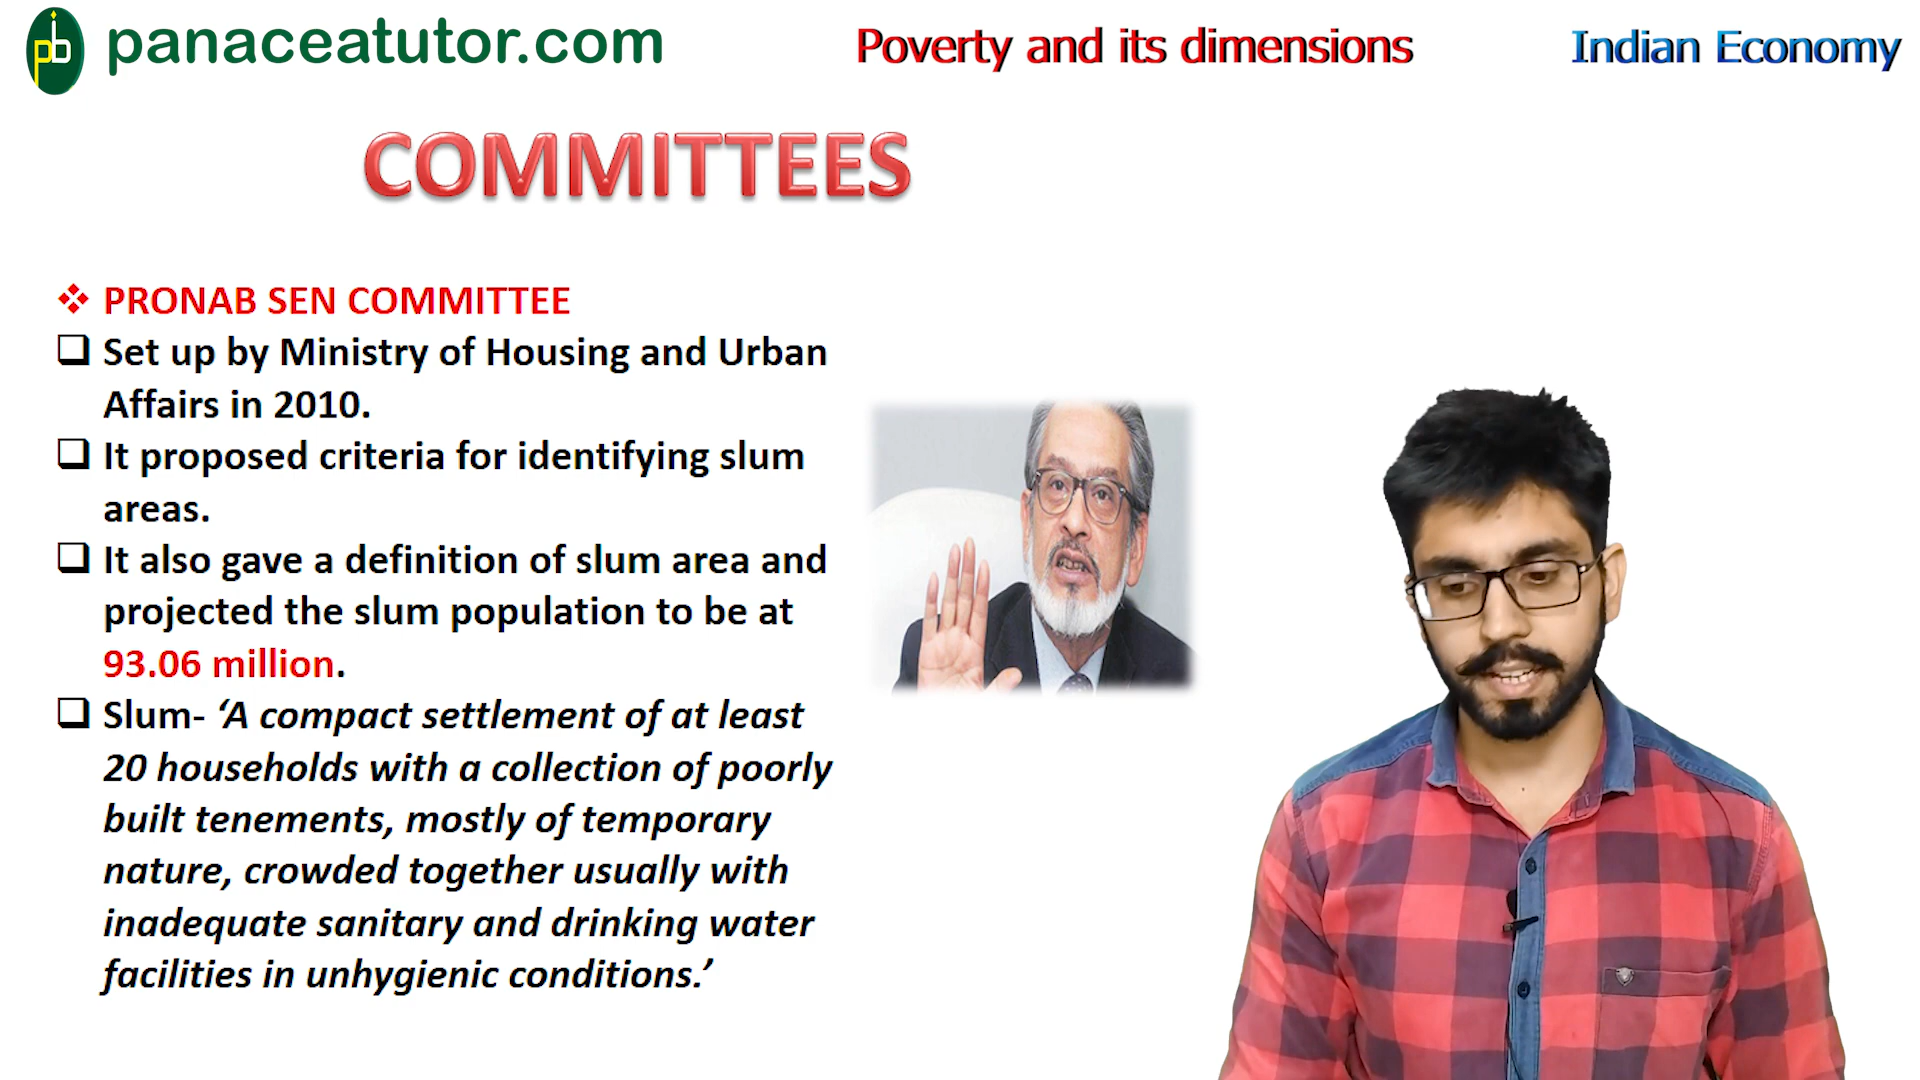 pb panaceatutor.com
Poverty and its dimensions
Indian Economy
COMMITTEES
PRONAB SEN COMMITTEE
Set up by Ministry of Housing and Urban
Affairs in 2010.
It proposed criteria for identifying slum
areas.
It also gave a definition of slum area and
projected the slum population to be at
93.06 million.
Slum- ‘A compact settlement of at least
20 households with a collection of poorly
built tenements, mostly of temporary
nature, crowded together usually with
inadequate sanitary and drinking water
facilities in unhygienic conditions.’